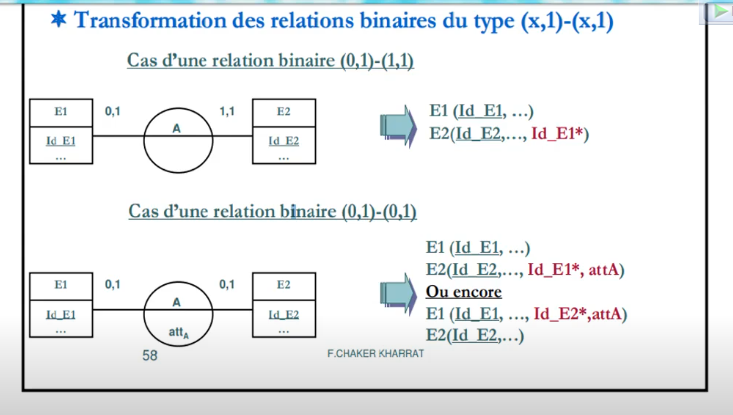 ✶ Transformation des relations binaires du type (x,1)-(x,1)
Cas d'une relation binaire (0,1)-(1,1)
E1 0,1 A 1,1 E2
Id_E1 Id_E2
... ...
E1 (Id_E1, …)
E2(Id_E2,…, Id_E1*)
Cas d'une relation binaire (0,1)-(0,1)
E1 0,1 A 0,1 E2
Id_E1 attA Id_E2
... ...
E1 (Id_E1, …)
E2(Id_E2,…, Id_E1*, attA)
Ou encore
E1 (Id_E1, …, Id_E2*,attA)
E2(Id_E2,…)
58 F.CHAKER KHARRAT